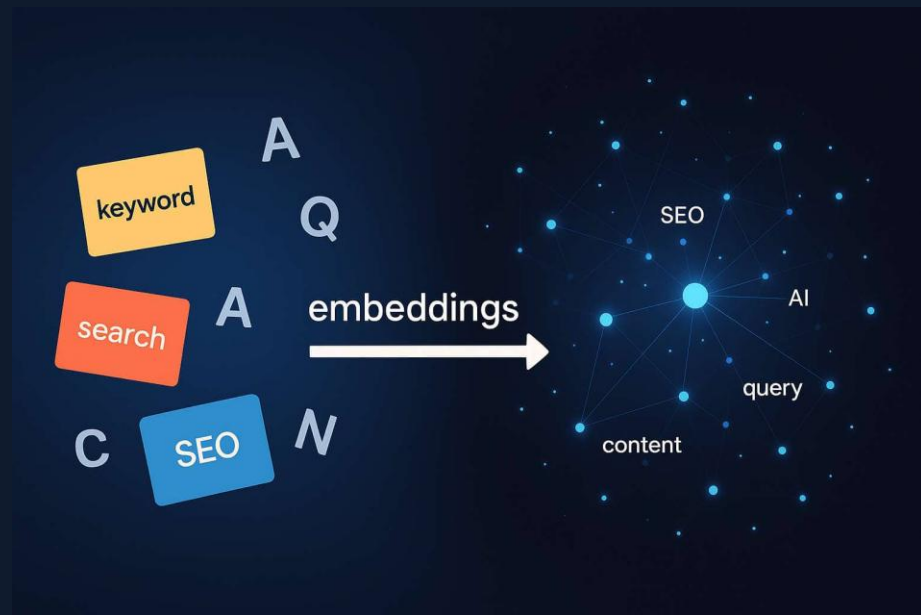 A
keyword
Q
A
search
embeddings
C
SEO
N
SEO
AI
query
content